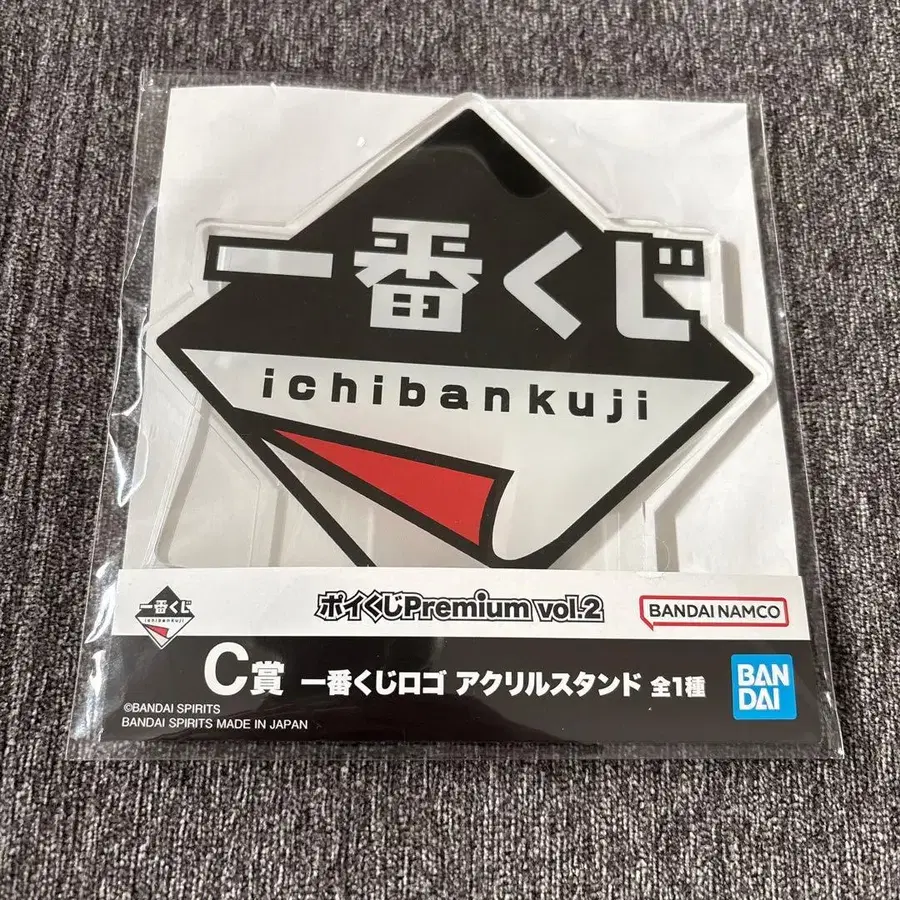 一番くじ
ichibankuji
一番くじ
ichibankuji
ポイくじPremium vol.2
BANDAI NAMCO
C賞 一番くじロゴ アクリルスタンド 全1種
BAN
DAI
©BANDAI SPIRITS
BANDAI SPIRITS MADE IN JAPAN